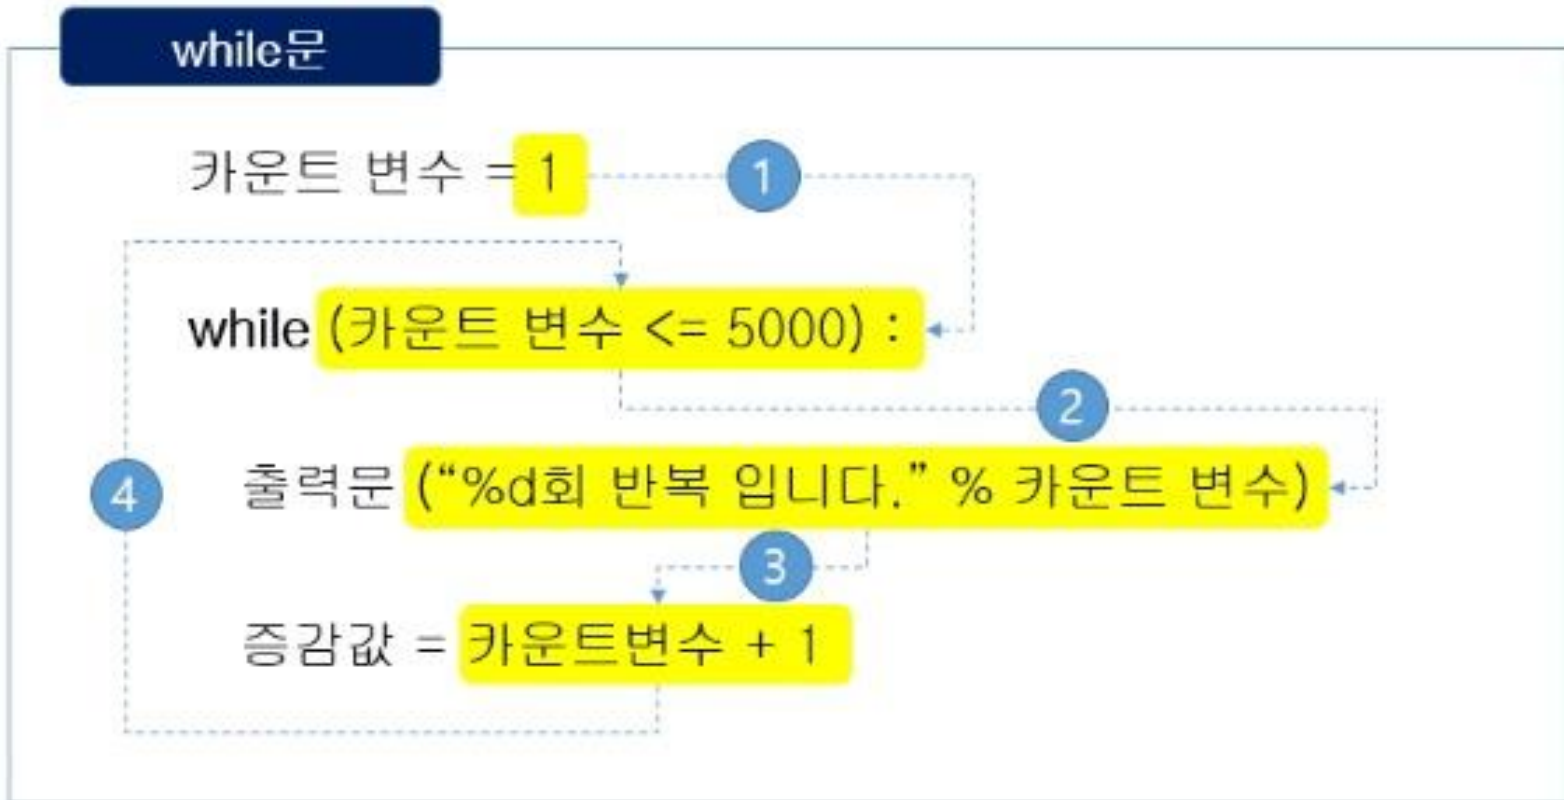 while문
카운트 변수 = 1
1
while (카운트 변수 <= 5000) :
2
출력문 (“%d회 반복 입니다.” % 카운트 변수)
4
3
증감값 = 카운트변수 + 1